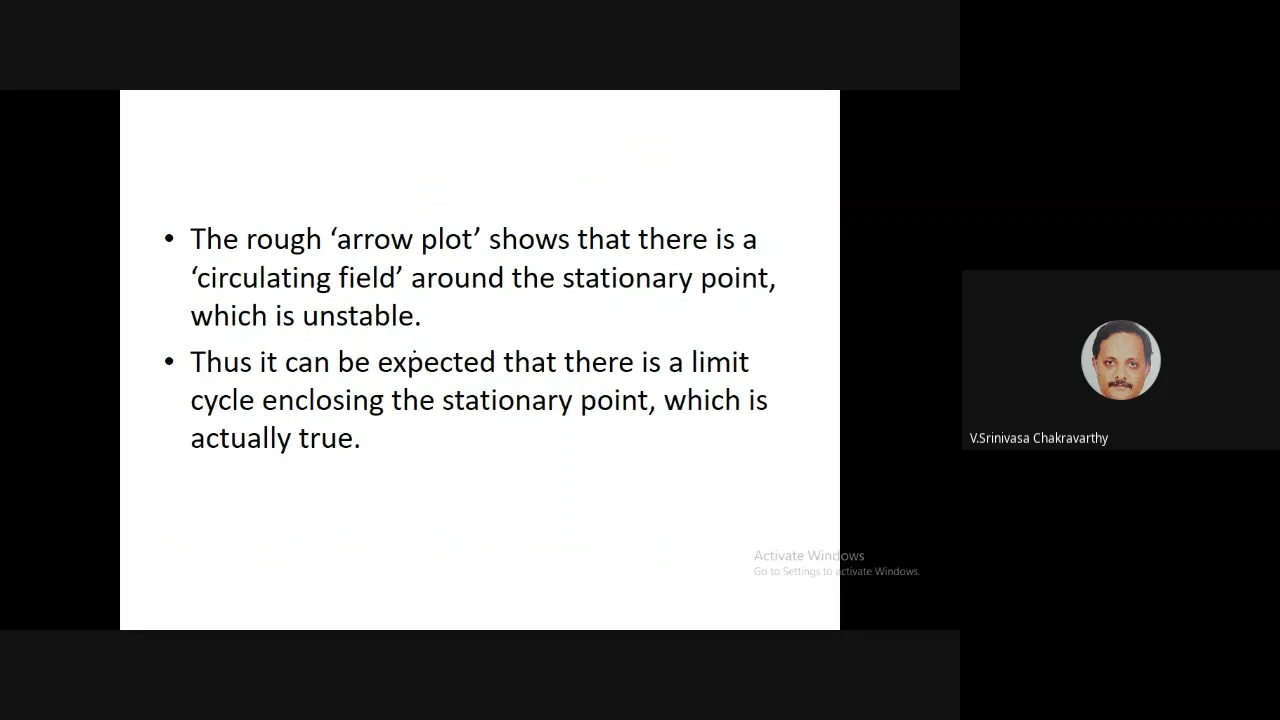 • The rough ‘arrow plot’ shows that there is a
‘circulating field’ around the stationary point,
which is unstable.
• Thus it can be expected that there is a limit
cycle enclosing the stationary point, which is
actually true.
V.Srinivasa Chakravarthy
Activate Windows
Go to Settings to activate Windows.